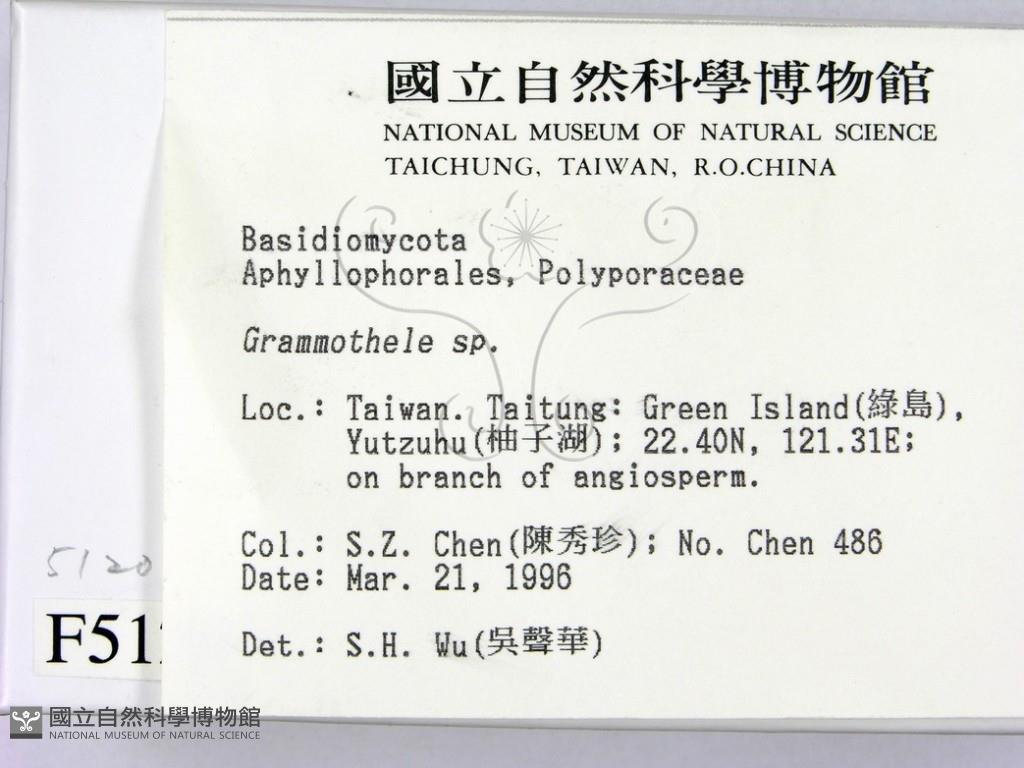 國立自然科學博物館
NATIONAL MUSEUM OF NATURAL SCIENCE
TAICHUNG, TAIWAN, R.O.CHINA
Basidiomycota
Aphyllophorales, Polyporaceae
Grammothele sp.
Loc.: Taiwan. Taitung: Green Island(綠島),
Yutzuhu(柚子湖); 22.40N, 121.31E;
on branch of angiosperm.
Col.: S.Z. Chen(陳秀珍); No. Chen 486
Date: Mar. 21, 1996
Det.: S.H. Wu(吳聲華)
5120
F51
國立自然科學博物館
NATIONAL MUSEUM OF NATURAL SCIENCE